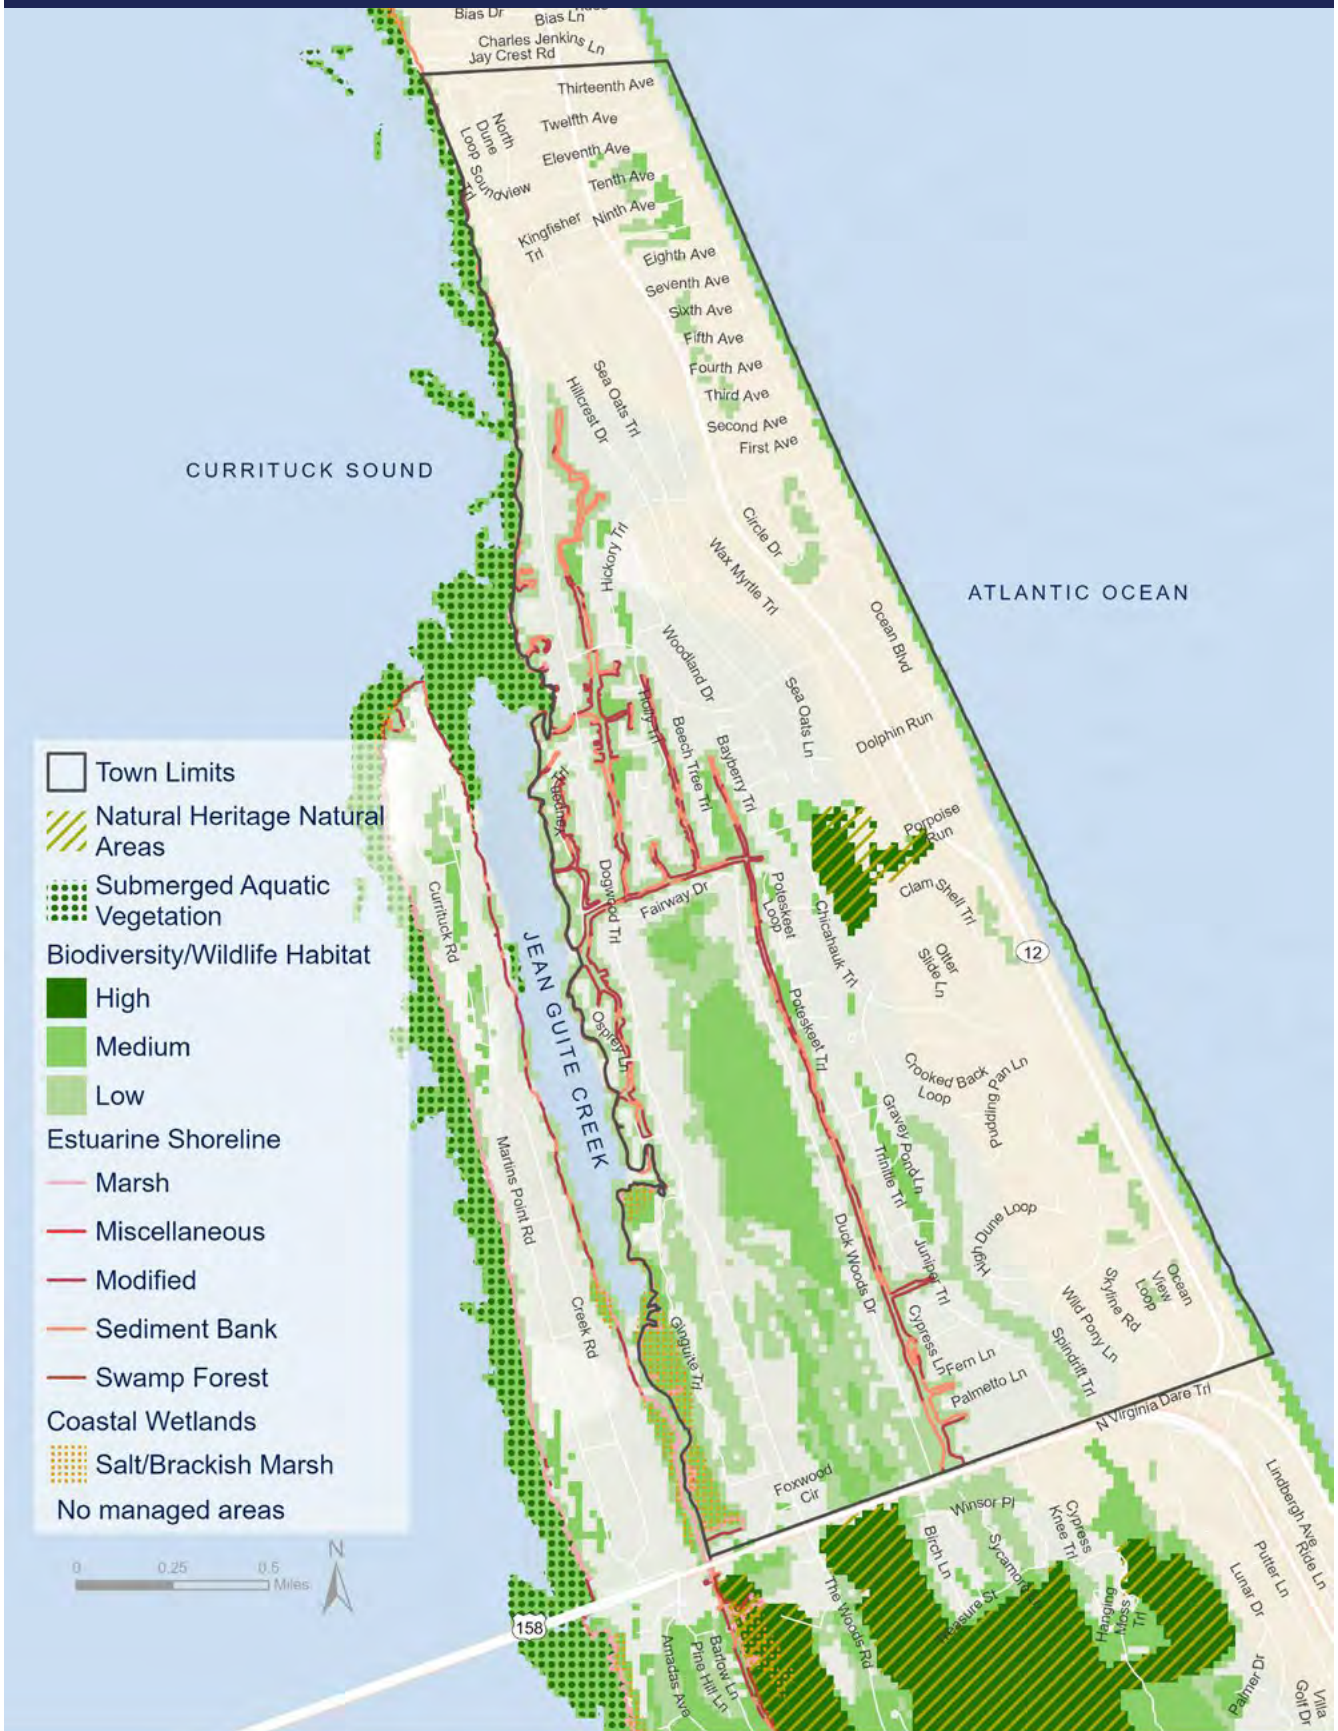 Bias Dr
Bias Ln
Charles Jenkins Ln
Jay Crest Rd
Thirteenth Ave
Twelfth Ave
North
Dune
Loop
Eleventh Ave
Tenth Ave
Soundview
Trl
Ninth Ave
Kingfisher
Trl
Eighth Ave
Seventh Ave
Sixth Ave
Fifth Ave
Fourth Ave
Third Ave
Second Ave
First Ave
Sea Oats Trl
Hillcrest Dr
CURRITUCK SOUND
Circle Dr
Hickory Trl
Wax Myrtle Trl
ATLANTIC OCEAN
Ocean Blvd
Woodland Dr
Sea Oats Ln
Holly Trl
Beech Tree Trl
Bayberry Trl
Dolphin Run
Porpoise
Run
Dogwood Trl
Fairway Dr
Poteskeet
Loop
Chicahauk Trl
Clam Shell Trl
12
Otter
Slide Ln
Currituck Rd
JEAN GUITE CREEK
Osprey Ln
Poteskeet Trl
Crooked Back
Loop
Pudding Pan Ln
Gravey Pond Ln
Trinitie Trl
Martins Point Rd
Duck Woods Dr
High Dune Loop
Juniper Trl
Ocean
View
Loop
Skyline Rd
Wild Pony Ln
Spindrift Trl
Creek Rd
Ginguite Trl
Cypress Ln
Fern Ln
Palmetto Ln
N Virginia Dare Trl
Foxwood
Cir
Winsor Pl
Birch Ln
Cypress
Knee Trl
Lindbergh Ave
Ride Ln
Putter Ln
Lunar Dr
Hanging
Moss
Trl
The Woods Rd
158
Amadas Ave
Pine Hill Ln
Barlow Ln
Palmer Dr
Villa
Golf Dr
Town Limits
Natural Heritage Natural
Areas
Submerged Aquatic
Vegetation
Biodiversity/Wildlife Habitat
High
Medium
Low
Estuarine Shoreline
Marsh
Miscellaneous
Modified
Sediment Bank
Swamp Forest
Coastal Wetlands
Salt/Brackish Marsh
No managed areas
0 0.25 0.5
Miles
N